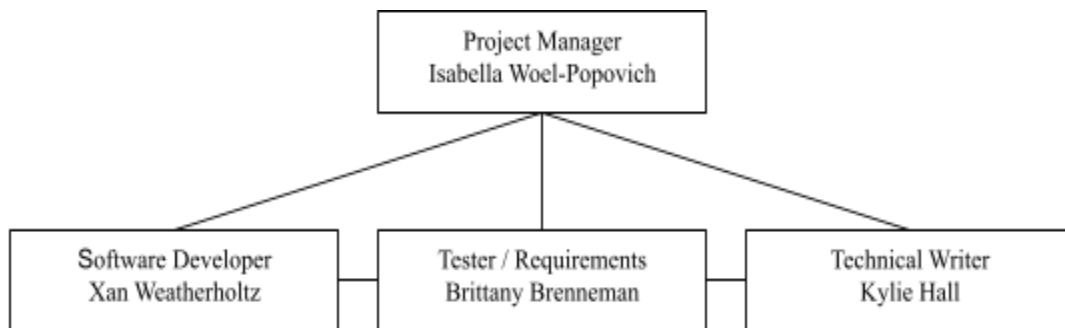 Project Manager
Isabella Woel-Popovich
Software Developer
Xan Weatherholtz
Tester / Requirements
Brittany Brenneman
Technical Writer
Kylie Hall